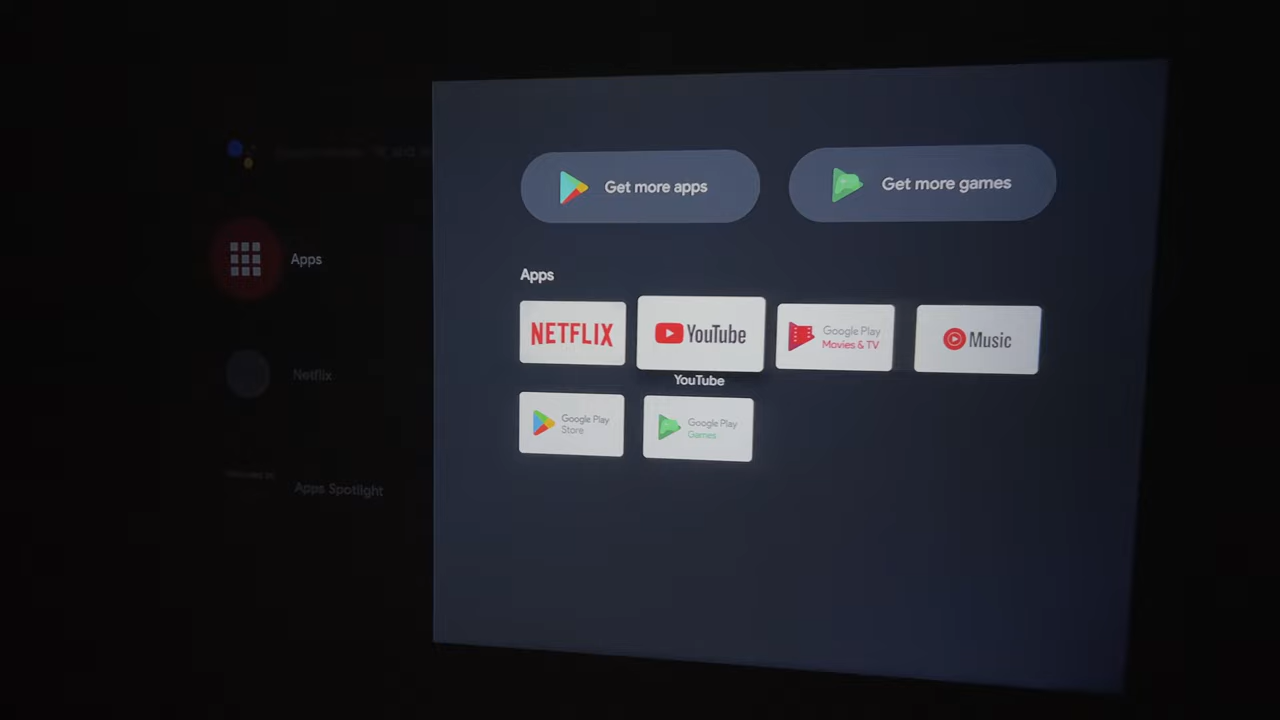 Get more apps
Get more games
Apps
Apps
NETFLIX
YouTube
Google Play
Movies & TV
Music
YouTube
Netflix
Google Play
Store
Google Play
Games
Apps Spotlight